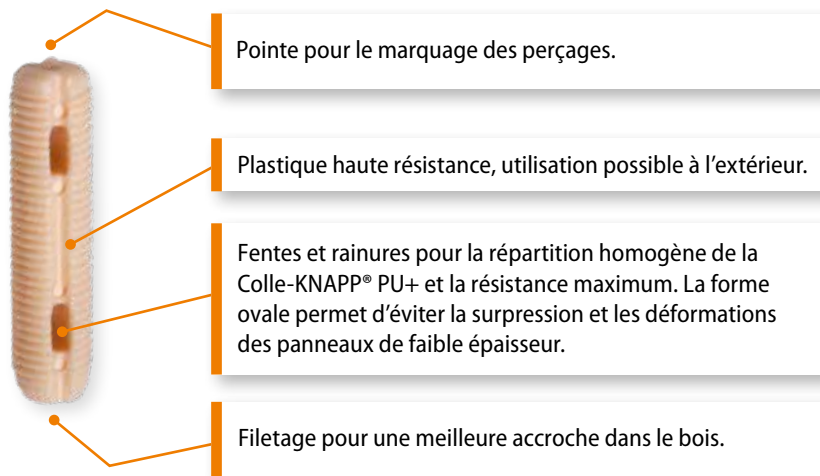 Pointe pour le marquage des perçages.
Plastique haute résistance, utilisation possible à l’extérieur.
Fentes et rainures pour la répartition homogène de la
Colle-KNAPP® PU+ et la résistance maximum. La forme
ovale permet d’éviter la surpression et les déformations
des panneaux de faible épaisseur.
Filetage pour une meilleure accroche dans le bois.